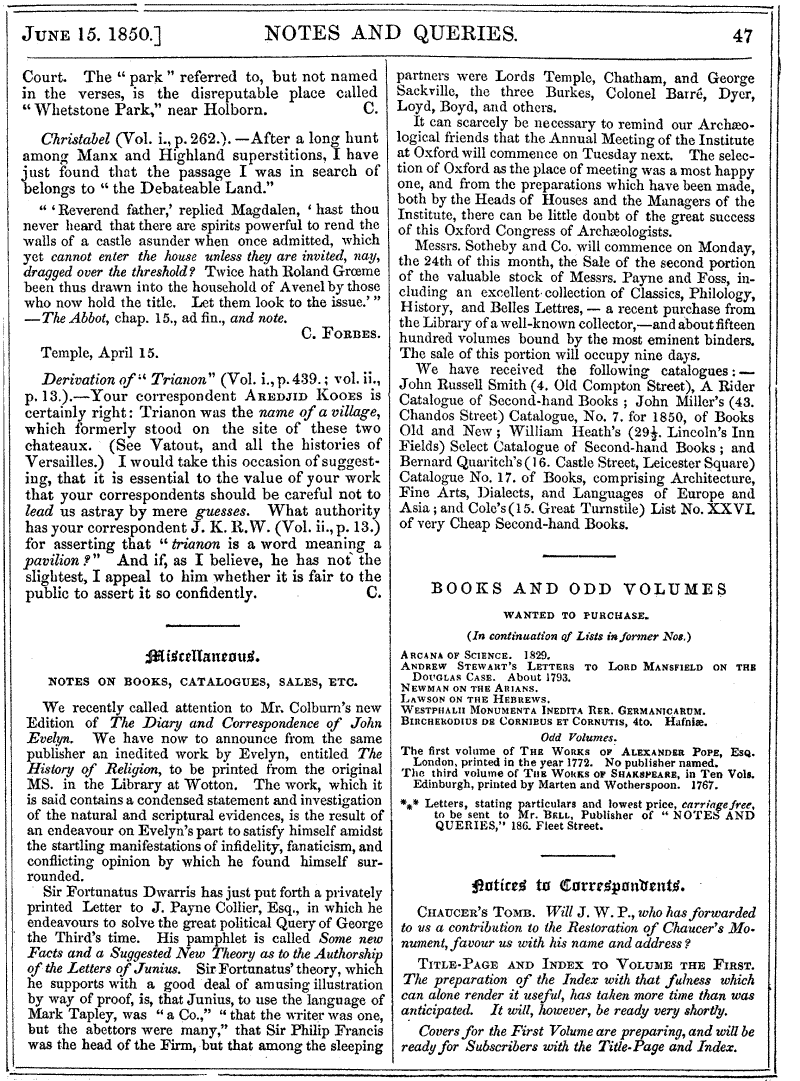 JUNE 15. 1850.] NOTES AND QUERIES. 47
Court. The "park" referred to, but not named
in the verses, is the disreputable place called
"Whetstone Park," near Holborn. C.
Christabel (Vol. i., p. 262.). —After a long hunt
among Manx and Highland superstitions, I have
just found that the passage I was in search of
belongs to "the Debateable Land."
"'Reverend father,' replied Magdalen, 'hast thou
never heard that there are spirits powerful to rend the
walls of a castle asunder when once admitted, which
yet cannot enter the house unless they are invited, nay,
dragged over the threshold? Twice hath Roland Grœme
been thus drawn into the household of Avenel by those
who now hold the title. Let them look to the issue.'"
—The Abbot, chap. 15., ad fin., and note.
C. FORBES.
Temple, April 15.
Derivation of "Trianon" (Vol. i., p. 439.; vol. ii.,
p. 13.).—Your correspondent AREDJID KOOES is
certainly right: Trianon was the name of a village,
which formerly stood on the site of these two
chateaux. (See Vatout, and all the histories of
Versailles.) I would take this occasion of suggest-
ing, that it is essential to the value of your work
that your correspondents should be careful not to
lead us astray by mere guesses. What authority
has your correspondent J. K. R.W. (Vol. ii., p. 13.)
for asserting that "trianon is a word meaning a
pavilion?" And if, as I believe, he has not the
slightest, I appeal to him whether it is fair to the
public to assert it so confidently. C.
Miscellaneous.
NOTES ON BOOKS, CATALOGUES, SALES, ETC.
We recently called attention to Mr. Colburn's new
Edition of The Diary and Correspondence of John
Evelyn. We have now to announce from the same
publisher an inedited work by Evelyn, entitled The
History of Religion, to be printed from the original
MS. in the Library at Wotton. The work, which it
is said contains a condensed statement and investigation
of the natural and scriptural evidences, is the result of
an endeavour on Evelyn's part to satisfy himself amidst
the startling manifestations of infidelity, fanaticism, and
conflicting opinion by which he found himself sur-
rounded.
Sir Fortunatus Dwarris has just put forth a privately
printed Letter to J. Payne Collier, Esq., in which he
endeavours to solve the great political Query of George
the Third's time. His pamphlet is called Some new
Facts and a Suggested New Theory as to the Authorship
of the Letters of Junius. Sir Fortunatus' theory, which
he supports with a good deal of amusing illustration
by way of proof, is, that Junius, to use the language of
Mark Tapley, was "a Co.," "that the writer was one,
but the abettors were many," that Sir Philip Francis
was the head of the Firm, but that among the sleeping
partners were Lords Temple, Chatham, and George
Sackville, the three Burkes, Colonel Barré, Dyer,
Loyd, Boyd, and others.
It can scarcely be necessary to remind our Archæo-
logical friends that the Annual Meeting of the Institute
at Oxford will commence on Tuesday next. The selec-
tion of Oxford as the place of meeting was a most happy
one, and from the preparations which have been made,
both by the Heads of Houses and the Managers of the
Institute, there can be little doubt of the great success
of this Oxford Congress of Archæologists.
Messrs. Sotheby and Co. will commence on Monday,
the 24th of this month, the Sale of the second portion
of the valuable stock of Messrs. Payne and Foss, in-
cluding an excellent collection of Classics, Philology,
History, and Belles Lettres, — a recent purchase from
the Library of a well-known collector,—and about fifteen
hundred volumes bound by the most eminent binders.
The sale of this portion will occupy nine days.
We have received the following catalogues:—
John Russell Smith (4. Old Compton Street), A Rider
Catalogue of Second-hand Books; John Miller's (43.
Chandos Street) Catalogue, No. 7. for 1850, of Books
Old and New; William Heath's (29½. Lincoln's Inn
Fields) Select Catalogue of Second-hand Books; and
Bernard Quaritch's (16. Castle Street, Leicester Square)
Catalogue No. 17. of Books, comprising Architecture,
Fine Arts, Dialects, and Languages of Europe and
Asia; and Cole's (15. Great Turnstile) List No. XXVI.
of very Cheap Second-hand Books.
BOOKS AND ODD VOLUMES
WANTED TO PURCHASE.
(In continuation of Lists in former Nos.)
ARCANA OF SCIENCE. 1829.
ANDREW STEWART'S LETTERS TO LORD MANSFIELD ON THE
DOUGLAS CASE. About 1793.
NEWMAN ON THE ARIANS.
LAWSON ON THE HEBREWS.
WESTPHALII MONUMENTA INEDITA RER. GERMANICARUM.
BIRCHERODIUS DE CORNIBUS ET CORNUTIS, 4to. Hafniæ.
Odd Volumes.
The first volume of THE WORKS OF ALEXANDER POPE, ESQ.
London, printed in the year 1772. No publisher named.
The third volume of THE WORKS OF SHAKSPEARE, in Ten Vols.
Edinburgh, printed by Marten and Wotherspoon. 1767.
*** Letters, stating particulars and lowest price, carriage free,
to be sent to Mr. BELL, Publisher of "NOTES AND
QUERIES," 186. Fleet Street.
Notices to Correspondents.
CHAUCER'S TOMB. Will J. W. P., who has forwarded
to us a contribution to the Restoration of Chaucer's Mo-
nument, favour us with his name and address?
TITLE-PAGE AND INDEX TO VOLUME THE FIRST.
The preparation of the Index with that fulness which
can alone render it useful, has taken more time than was
anticipated. It will, however, be ready very shortly.
Covers for the First Volume are preparing, and will be
ready for Subscribers with the Title-Page and Index.